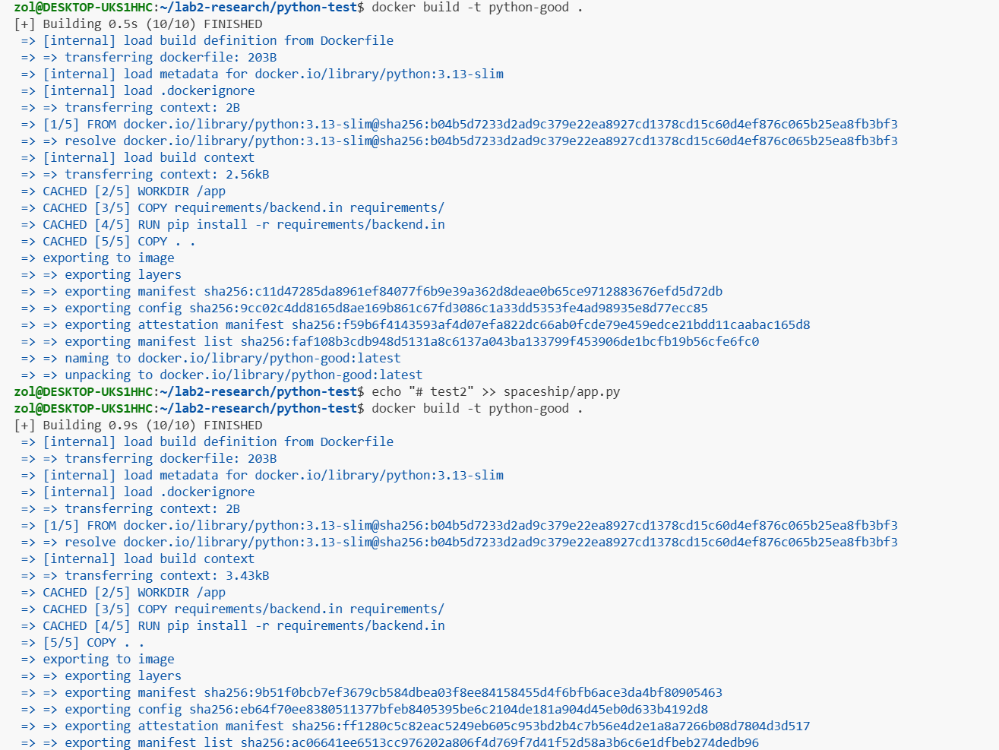 zol@DESKTOP-UKS1HHC:~/lab2-research/python-test$ docker build -t python-good .
[+] Building 0.5s (10/10) FINISHED
=> [internal] load build definition from Dockerfile
=> => transferring dockerfile: 203B
=> [internal] load metadata for docker.io/library/python:3.13-slim
=> [internal] load .dockerignore
=> => transferring context: 2B
=> [1/5] FROM docker.io/library/python:3.13-slim@sha256:b04b5d7233d2ad9c379e22ea8927cd1378cd15c60d4ef876c065b25ea8fb3bf3
=> => resolve docker.io/library/python:3.13-slim@sha256:b04b5d7233d2ad9c379e22ea8927cd1378cd15c60d4ef876c065b25ea8fb3bf3
=> [internal] load build context
=> => transferring context: 2.56kB
=> CACHED [2/5] WORKDIR /app
=> CACHED [3/5] COPY requirements/backend.in requirements/
=> CACHED [4/5] RUN pip install -r requirements/backend.in
=> CACHED [5/5] COPY . .
=> exporting to image
=> => exporting layers
=> => exporting manifest sha256:c11d47285da8961ef84077f6b9e39a362d8deae0b65ce9712883676efd5d72db
=> => exporting config sha256:9cc02c4dd8165d8ae169b861c67fd3086c1a33dd5353fe4ad98935e8d77ecc85
=> => exporting attestation manifest sha256:f59b6f4143593af4d07efa822dc66ab0fcde79e459edce21bdd11caabac165d8
=> => exporting manifest list sha256:faf108b3cdb948d5131a8c6137a043ba133799f453906de1bcfb19b56cfe6fc0
=> => naming to docker.io/library/python-good:latest
=> => unpacking to docker.io/library/python-good:latest
zol@DESKTOP-UKS1HHC:~/lab2-research/python-test$ echo "# test2" >> spaceship/app.py
zol@DESKTOP-UKS1HHC:~/lab2-research/python-test$ docker build -t python-good .
[+] Building 0.9s (10/10) FINISHED
=> [internal] load build definition from Dockerfile
=> => transferring dockerfile: 203B
=> [internal] load metadata for docker.io/library/python:3.13-slim
=> [internal] load .dockerignore
=> => transferring context: 2B
=> [1/5] FROM docker.io/library/python:3.13-slim@sha256:b04b5d7233d2ad9c379e22ea8927cd1378cd15c60d4ef876c065b25ea8fb3bf3
=> => resolve docker.io/library/python:3.13-slim@sha256:b04b5d7233d2ad9c379e22ea8927cd1378cd15c60d4ef876c065b25ea8fb3bf3
=> [internal] load build context
=> => transferring context: 3.43kB
=> CACHED [2/5] WORKDIR /app
=> CACHED [3/5] COPY requirements/backend.in requirements/
=> CACHED [4/5] RUN pip install -r requirements/backend.in
=> [5/5] COPY . .
=> exporting to image
=> => exporting layers
=> => exporting manifest sha256:9b51f0bcb7ef3679cb584dbea03f8ee84158455d4f6bfb6ace3da4bf80905463
=> => exporting config sha256:eb64f70ee8380511377bfeb8405395be6c2104de181a904d45eb0d633b4192d8
=> => exporting attestation manifest sha256:ff1280c5c82eac5249eb605c953bd2b4c7b56e4d2e1a8a7266b08d7804d3d517
=> => exporting manifest list sha256:ac06641ee6513cc976202a806f4d769f7d41f52d58a3b6c6e1dfbeb274dedb96